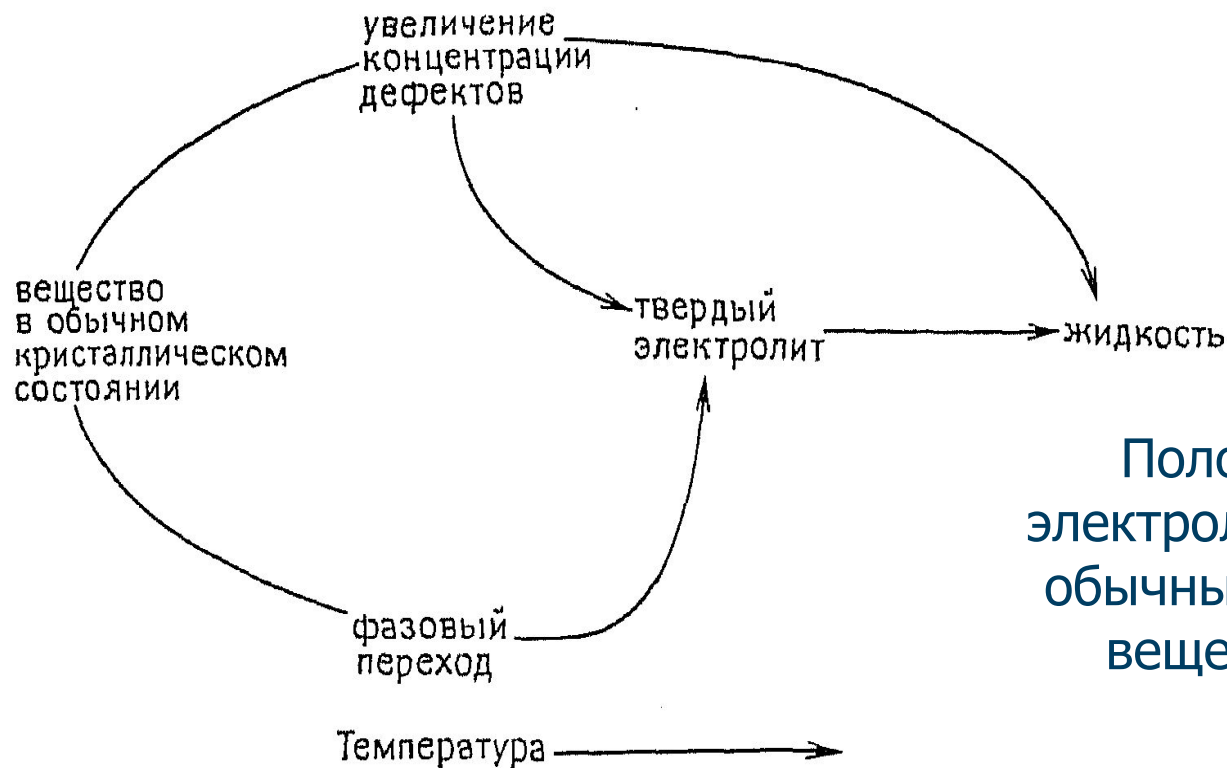 увеличение
концентрации
дефектов
вещество
в обычном
кристаллическом
состоянии
твердый
электролит
жидкость
фазовый
переход
Температура